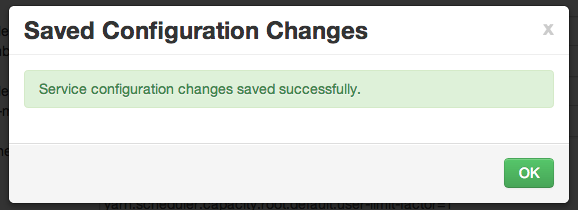 Saved Configuration Changes
x
Service configuration changes saved successfully.
OK
yarn.scheduler.capacity.root.default.user-limit-factor=1